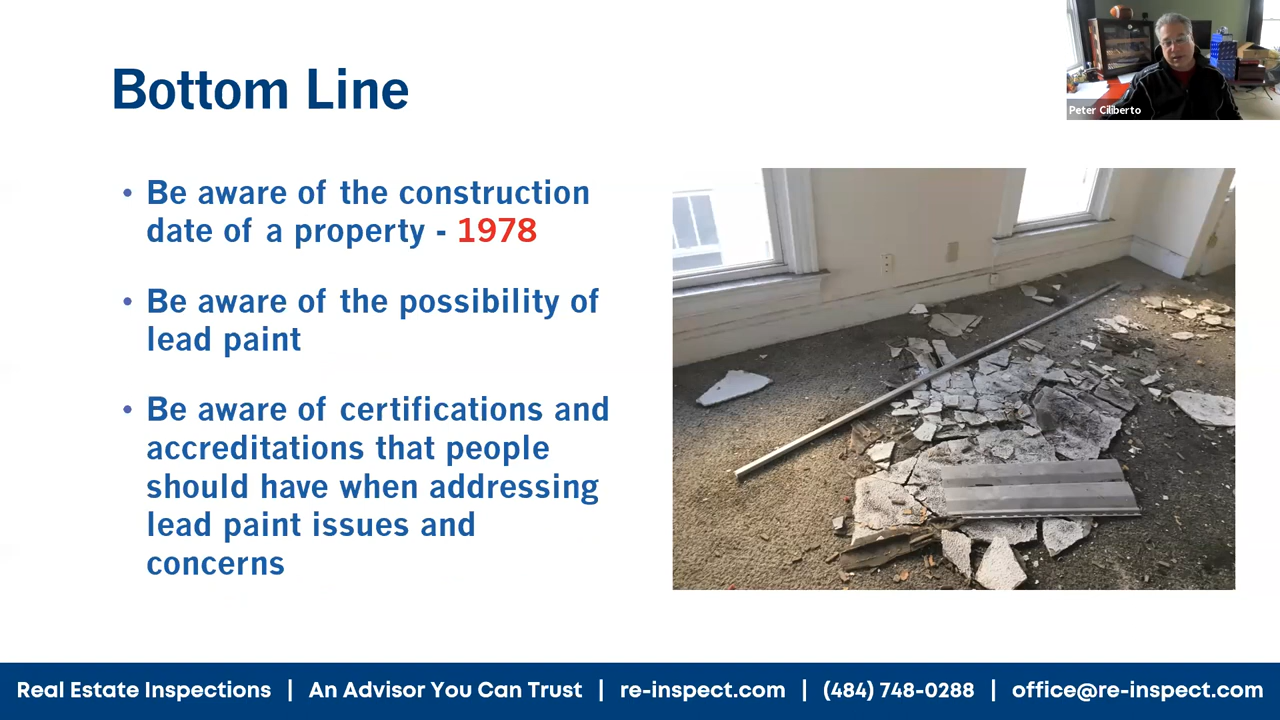 Bottom Line
Peter Ciliberto
• Be aware of the construction
date of a property - 1978
• Be aware of the possibility of
lead paint
• Be aware of certifications and
accreditations that people
should have when addressing
lead paint issues and
concerns
Real Estate Inspections | An Advisor You Can Trust | re-inspect.com | (484) 748-0288 | office@re-inspect.com